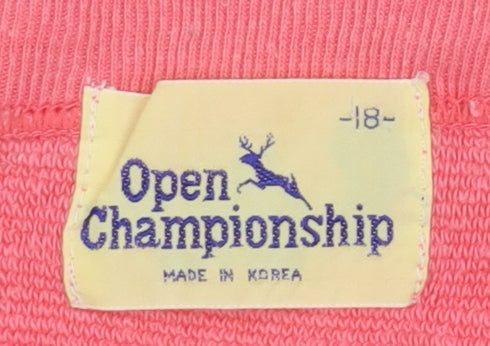 -18-
Open
Championship
MADE IN KOREA